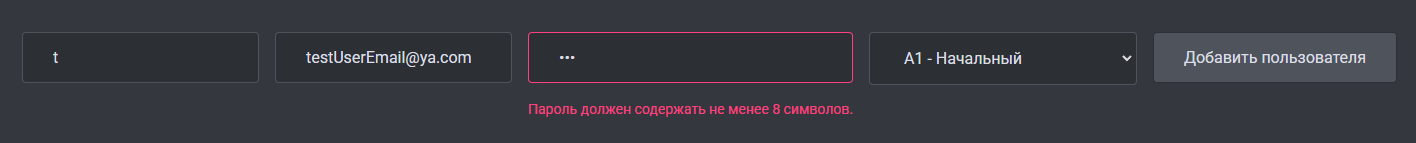 t
testUserEmail@ya.com
•••
A1 - Начальный
Добавить пользователя
Пароль должен содержать не менее 8 символов.